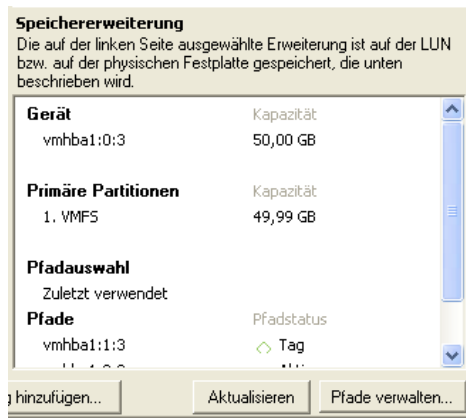 Speichererweiterung
Die auf der linken Seite ausgewählte Erweiterung ist auf der LUN
bzw. auf der physischen Festplatte gespeichert, die unten
beschrieben wird.
Gerät Kapazität
vmhba1:0:3 50,00 GB
Primäre Partitionen Kapazität
1. VMFS 49,99 GB
Pfadauswahl
Zuletzt verwendet
Pfade Pfadstatus
vmhba1:1:3 Tag
hinzufügen... Aktualisieren Pfade verwalten...